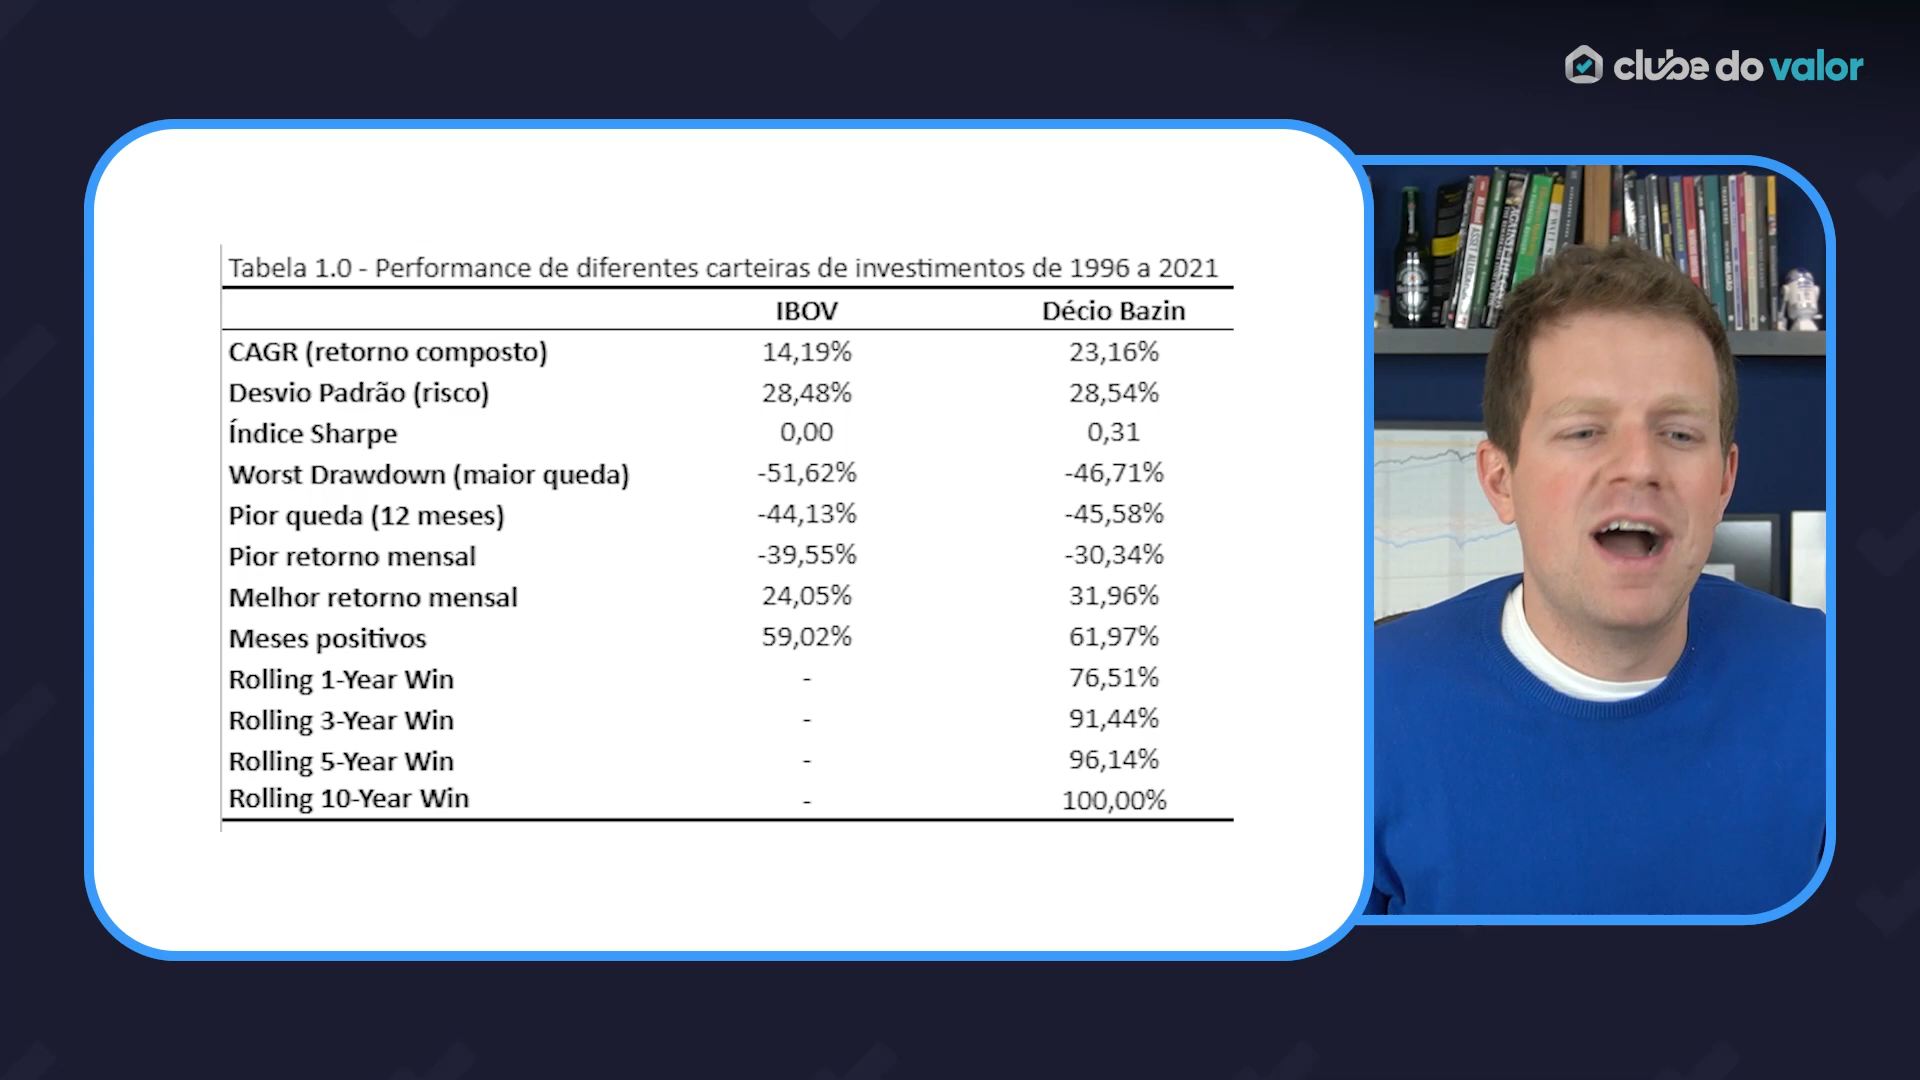 clube do valor
Tabela 1.0 - Performance de diferentes carteiras de investimentos de 1996 a 2021
IBOV Décio Bazin
CAGR (retorno composto) 14,19% 23,16%
Desvio Padrão (risco) 28,48% 28,54%
Índice Sharpe 0,00 0,31
Worst Drawdown (maior queda) -51,62% -46,71%
Pior queda (12 meses) -44,13% -45,58%
Pior retorno mensal -39,55% -30,34%
Melhor retorno mensal 24,05% 31,96%
Meses positivos 59,02% 61,97%
Rolling 1-Year Win - 76,51%
Rolling 3-Year Win - 91,44%
Rolling 5-Year Win - 96,14%
Rolling 10-Year Win - 100,00%